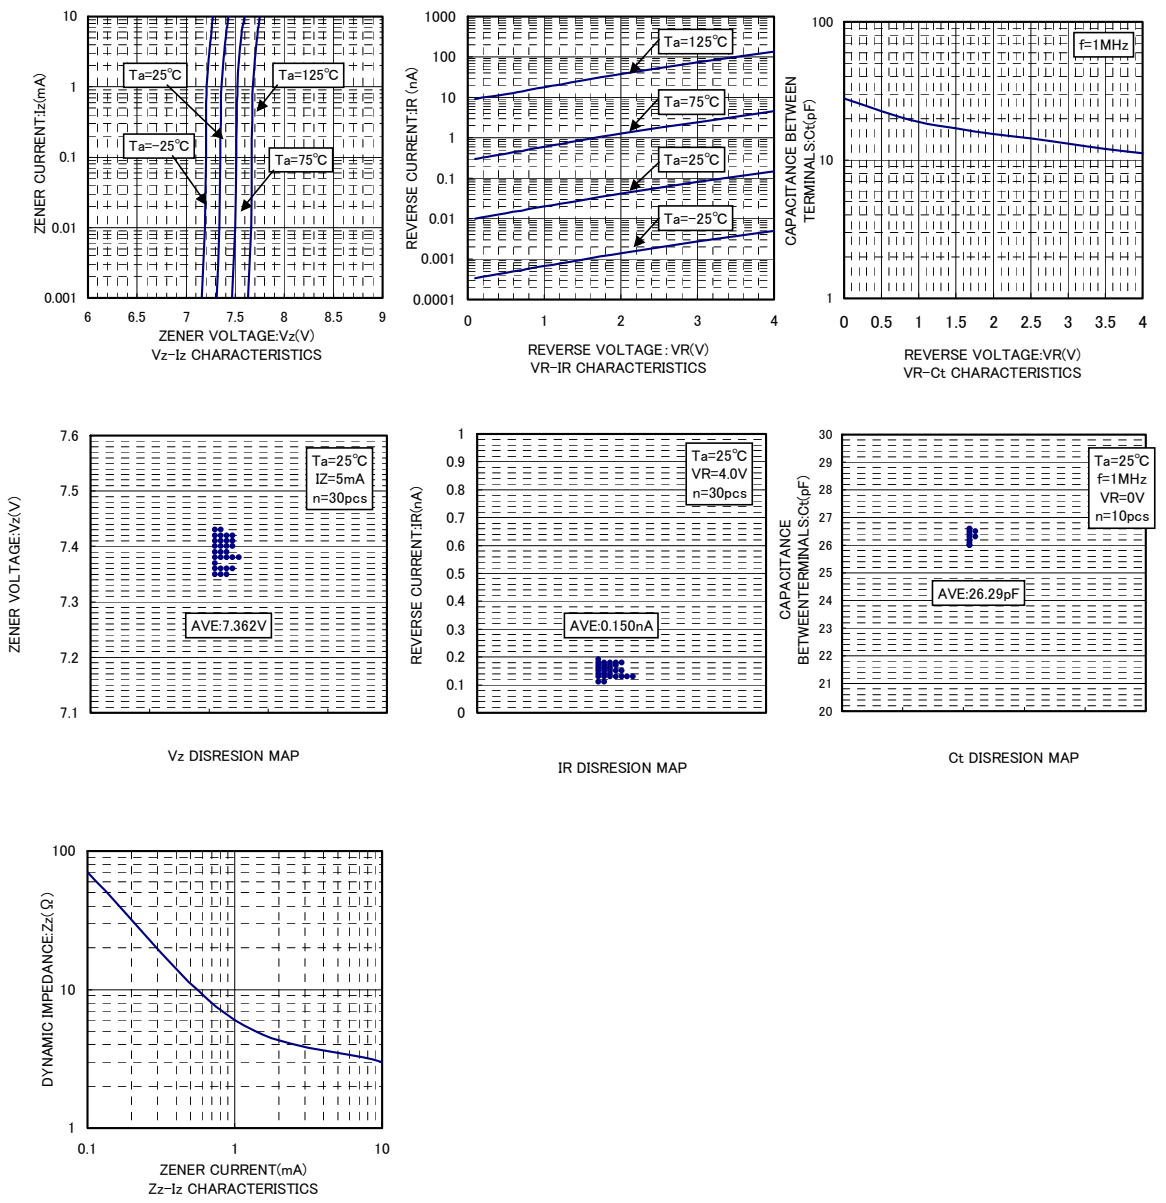 10
1
0.1
0.01
0.001
ZENER CURRENT:Iz(mA)
Ta=25℃
Ta=125℃
Ta=-25℃
Ta=75℃
6 6.5 7 7.5 8 8.5 9
ZENER VOLTAGE:Vz(V)
Vz-Iz CHARACTERISTICS
1000
100
10
1
0.1
0.01
0.001
0.0001
REVERSE CURRENT:IR (nA)
Ta=125℃
Ta=75℃
Ta=25℃
Ta=-25℃
0 1 2 3 4
REVERSE VOLTAGE:VR(V)
VR-IR CHARACTERISTICS
100
10
1
CAPACITANCE BETWEEN
TERMINALS:Ct(pF)
f=1MHz
0 0.5 1 1.5 2 2.5 3 3.5 4
REVERSE VOLTAGE:VR(V)
VR-Ct CHARACTERISTICS
7.6
7.5
7.4
7.3
7.2
7.1
ZENER VOLTAGE:Vz(V)
Ta=25℃
IZ=5mA
n=30pcs
AVE:7.362V
Vz DISRESION MAP
1
0.9
0.8
0.7
0.6
0.5
0.4
0.3
0.2
0.1
0
REVERSE CURRENT:IR(nA)
Ta=25℃
VR=4.0V
n=30pcs
AVE:0.150nA
IR DISRESION MAP
30
29
28
27
26
25
24
23
22
21
20
CAPACITANCE
BETWEENTERMINALS:Ct(pF)
Ta=25℃
f=1MHz
VR=0V
n=10pcs
AVE:26.29pF
Ct DISRESION MAP
100
10
1
DYNAMIC IMPEDANCE:Zz(Ω)
0.1 1 10
ZENER CURRENT(mA)
Zz-Iz CHARACTERISTICS